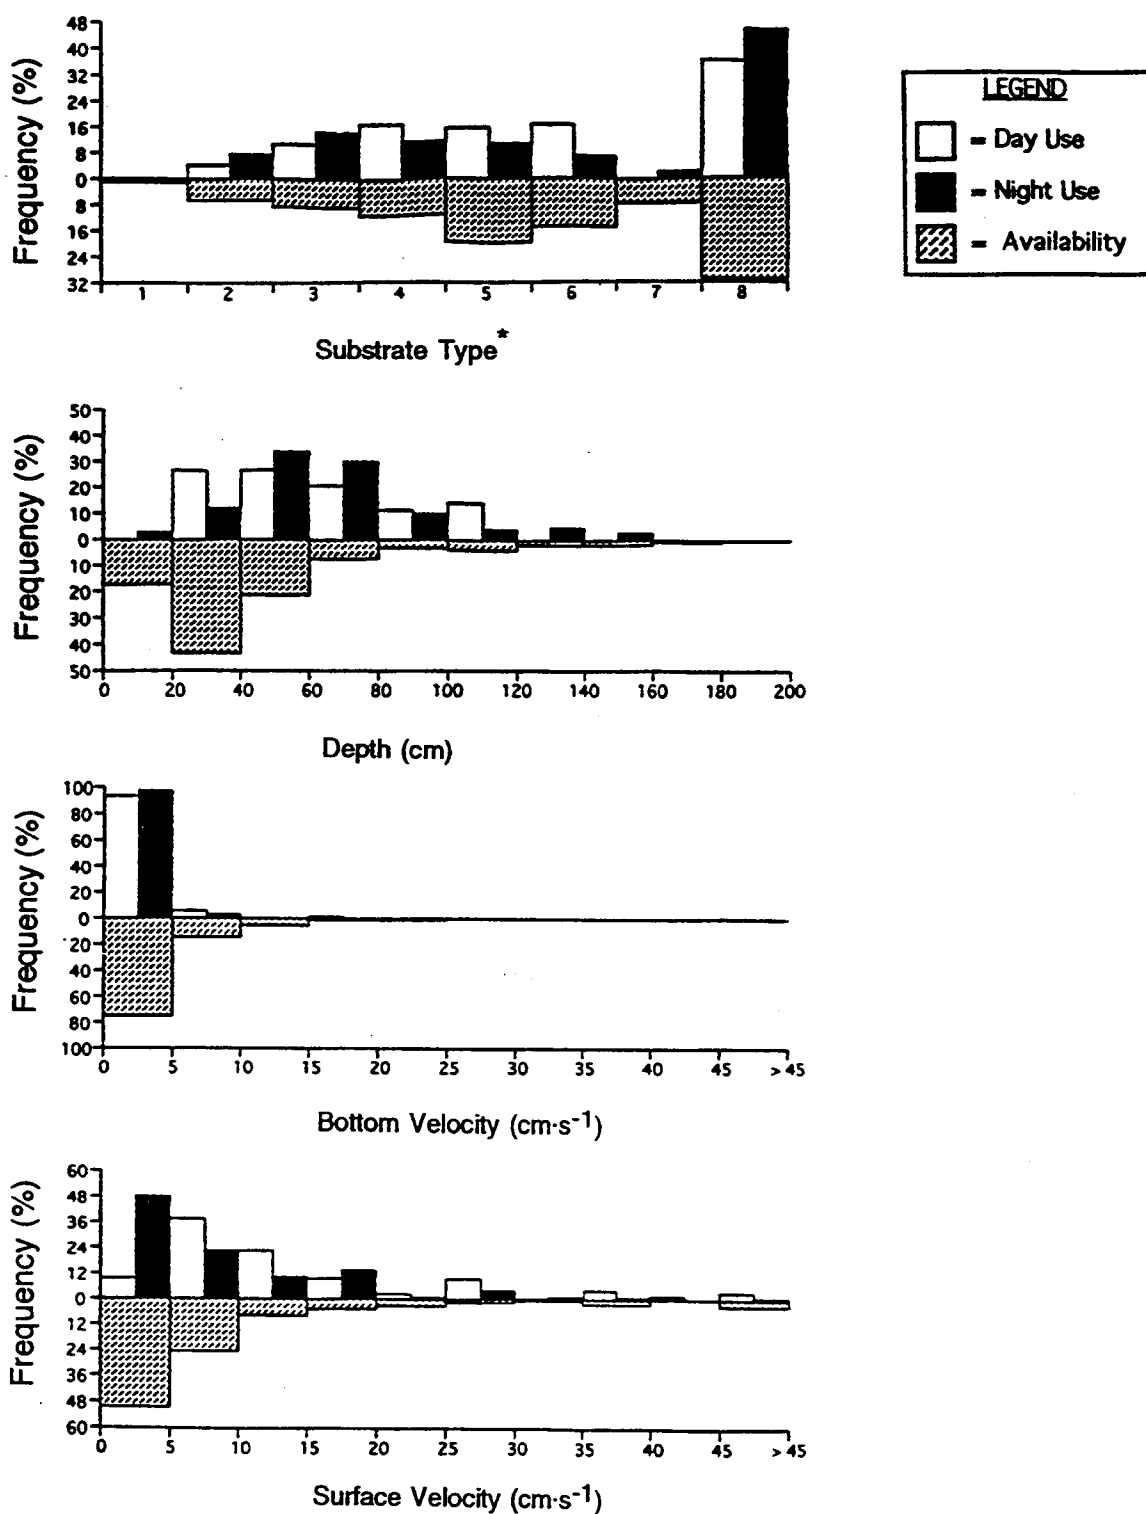 48
40
32
24
16
8
0
8
16
24
32
Frequency (%)
1 2 3 4 5 6 7 8
Substrate Type*
LEGEND
= Day Use
= Night Use
= Availability
50
40
30
20
10
0
10
20
30
40
50
Frequency (%)
0 20 40 60 80 100 120 140 160 180 200
Depth (cm)
100
80
60
40
20
0
20
40
60
80
100
Frequency (%)
0 5 10 15 20 25 30 35 40 45 >45
Bottom Velocity (cm·s⁻¹)
60
48
36
24
12
0
12
24
36
48
60
Frequency (%)
0 5 10 15 20 25 30 35 40 45 >45
Surface Velocity (cm·s⁻¹)